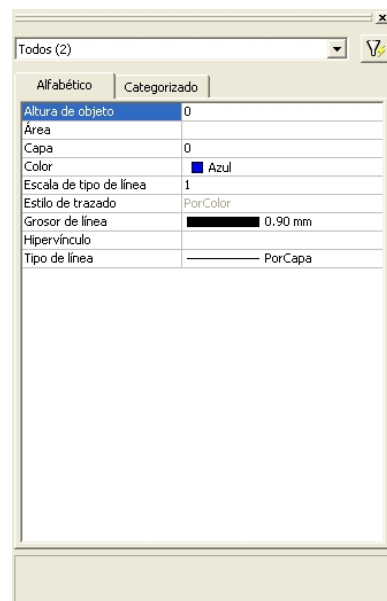 Todos (2)
Alfabético Categorizado
Altura de objeto 0
Área
Capa 0
Color Azul
Escala de tipo de línea 1
Estilo de trazado PorColor
Grosor de línea 0.90 mm
Hipervínculo
Tipo de línea PorCapa